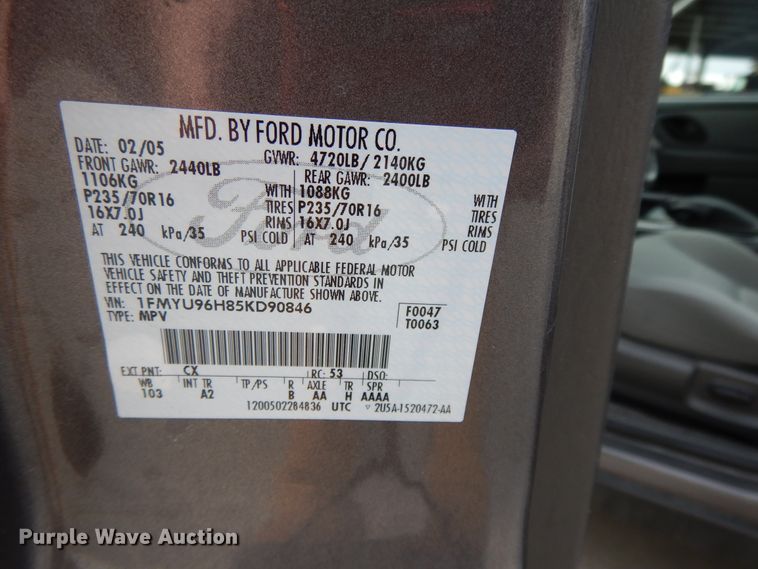 MFD. BY FORD MOTOR CO.
DATE: 02/05 GVWR: 4720LB/2140KG
FRONT GAWR: 2440LB REAR GAWR: 2400LB
1106KG WITH 1088KG WITH
P235/70R16 TIRES P235/70R16 TIRES
16X7.0J RIMS 16X7.0J RIMS
AT 240 kPa/35 PSI COLD AT 240 kPa/35 PSI COLD
Ford
THIS VEHICLE CONFORMS TO ALL APPLICABLE FEDERAL MOTOR
VEHICLE SAFETY AND THEFT PREVENTION STANDARDS IN
EFFECT ON THE DATE OF MANUFACTURE SHOWN ABOVE.
VIN: 1FMYU96H85KD90846 F0047
TYPE: MPV T0063
EXT PNT: CX RC: 53 DSO:
WB INT TR TP/PS R AXLE TR SPR
103 A2 B AA H AAAA
1200502284836 UTC 2U5A-1520472-AA
Purple Wave Auction